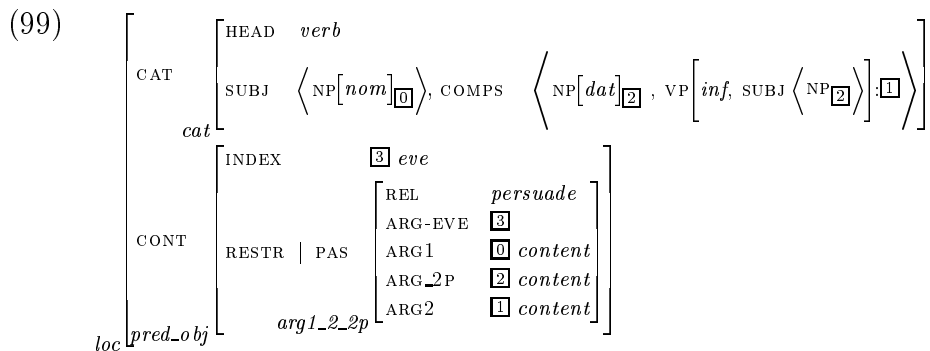 (99)
HEAD verb
CAT
SUBJ ⟨NP[nom]0⟩, COMPS ⟨NP[dat]2 , VP[inf, SUBJ ⟨NP2⟩]:1⟩
cat
INDEX 3 eve
REL persuade
ARG-EVE 3
CONT
RESTR | PAS
ARG1 0 content
ARG_2P 2 content
ARG2 1 content
arg1_2_2p
loc pred_obj